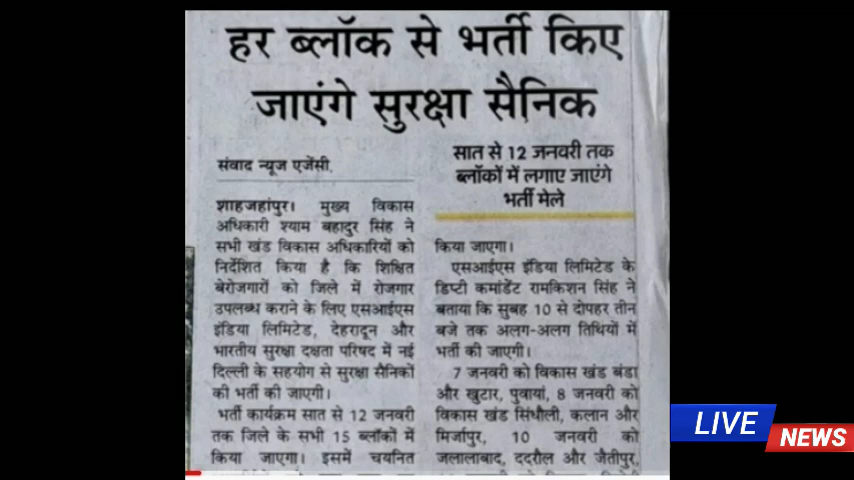 हर ब्लॉक से भर्ती किए
जाएंगे सुरक्षा सैनिक
संवाद न्यूज एजेंसी
सात से 12 जनवरी तक
ब्लॉकों में लगाए जाएंगे
भर्ती मेले
शाहजहांपुर। मुख्य विकास
अधिकारी श्याम बहादुर सिंह ने
सभी खंड विकास अधिकारियों को
निर्देशित किया है कि शिक्षित
बेरोजगारों को जिले में रोजगार
उपलब्ध कराने के लिए एसआईएस
इंडिया लिमिटेड, देहरादून और
भारतीय सुरक्षा दक्षता परिषद में नई
दिल्ली के सहयोग से सुरक्षा सैनिकों
की भर्ती की जाएगी।
भर्ती कार्यक्रम सात से 12 जनवरी
तक जिले के सभी 15 ब्लॉकों में
किया जाएगा। इसमें चयनित
किया जाएगा।
एसआईएस इंडिया लिमिटेड के
डिप्टी कमांडेंट रामकिशन सिंह ने
बताया कि सुबह 10 से दोपहर तीन
बजे तक अलग-अलग तिथियों में
भर्ती की जाएगी।
7 जनवरी को विकास खंड बंडा
और खुटार, पुवायां, 8 जनवरी को
विकास खंड सिंधौली, कलान और
मिर्जापुर, 10 जनवरी को
जलालाबाद, ददरौल और जैतीपुर,
LIVE
NEWS